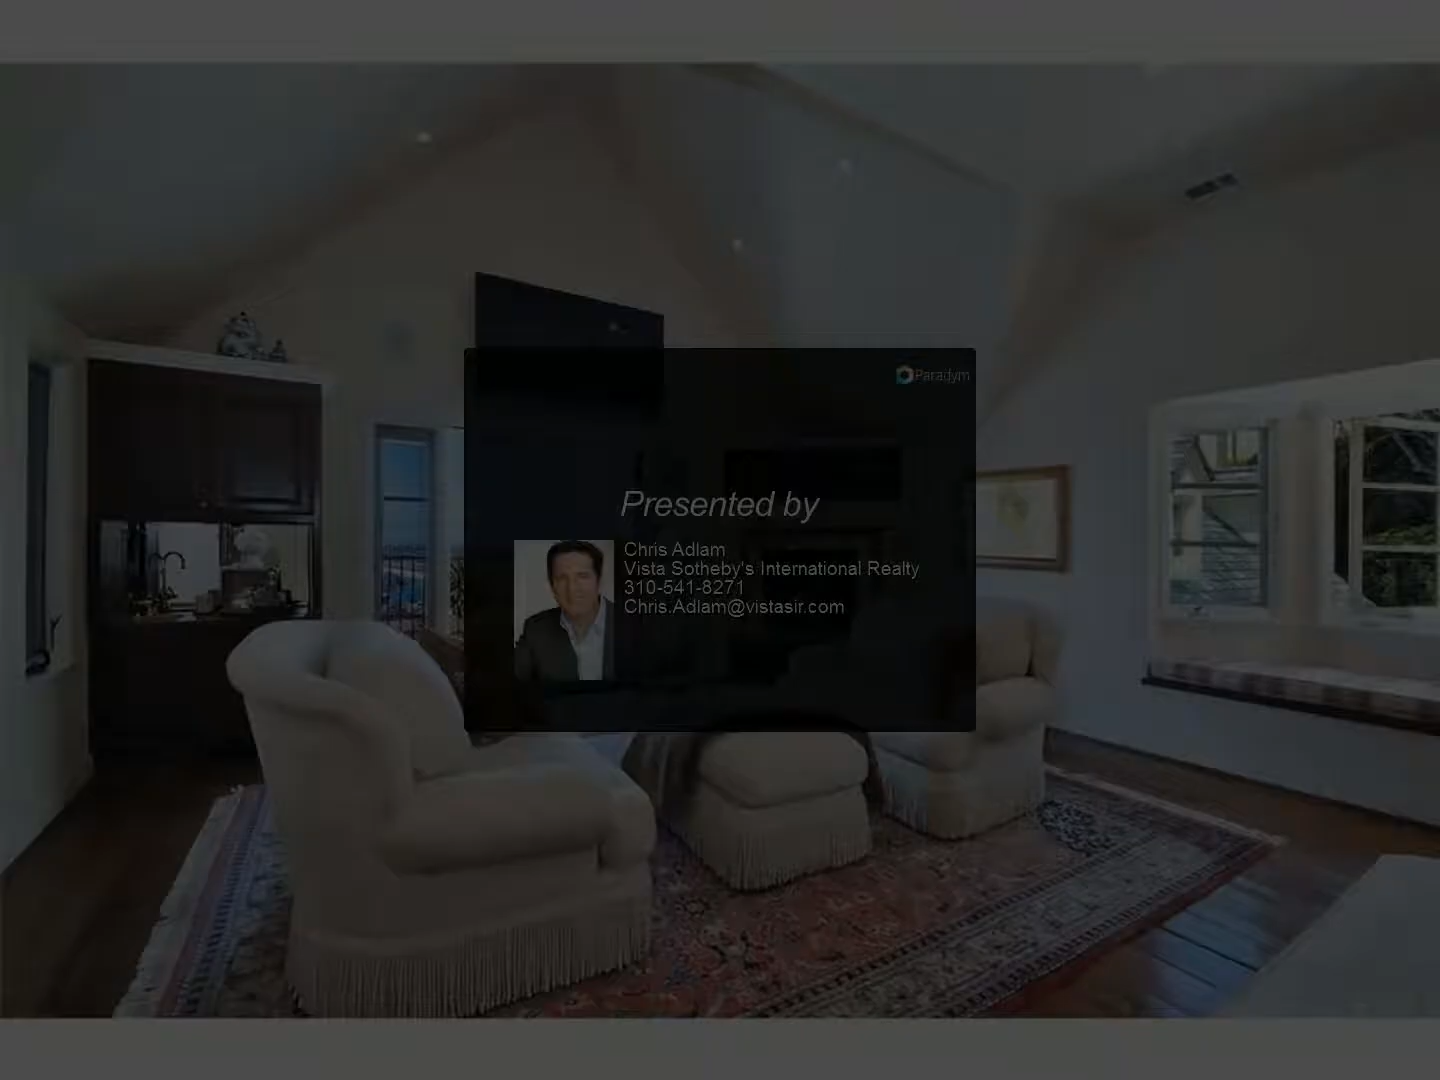 Paradym
Presented by
Chris Adlam
Vista Sotheby's International Realty
310-541-8271
Chris.Adlam@vistasir.com